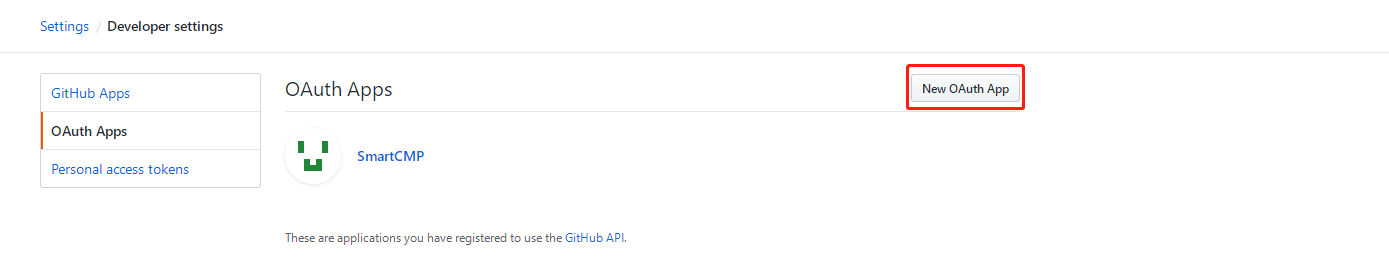 Settings / Developer settings
GitHub Apps
OAuth Apps
Personal access tokens
OAuth Apps
New OAuth App
SmartCMP
These are applications you have registered to use the GitHub API.